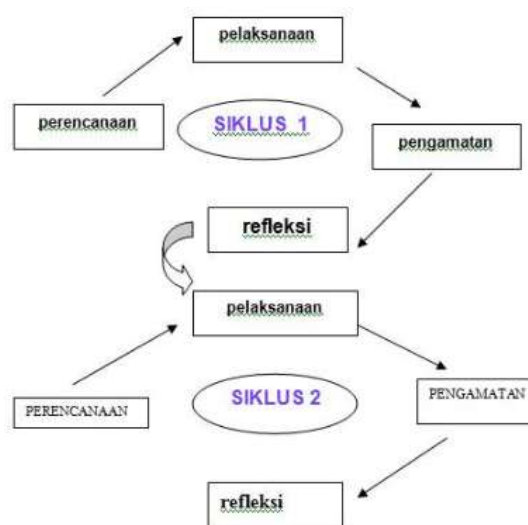 pelaksanaan
perencanaan
SIKLUS 1
pengamatan
refleksi
pelaksanaan
SIKLUS 2
PERENCANAAN
PENGAMATAN
refleksi